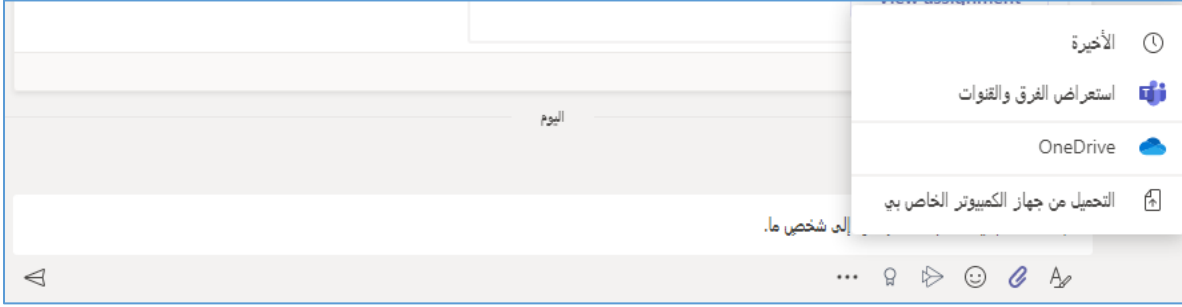 View assignment
الأخيرة
استعراض الفرق والقنوات
اليوم
OneDrive
التحميل من جهاز الكمبيوتر الخاص بي
إلى شخصٍ ما.